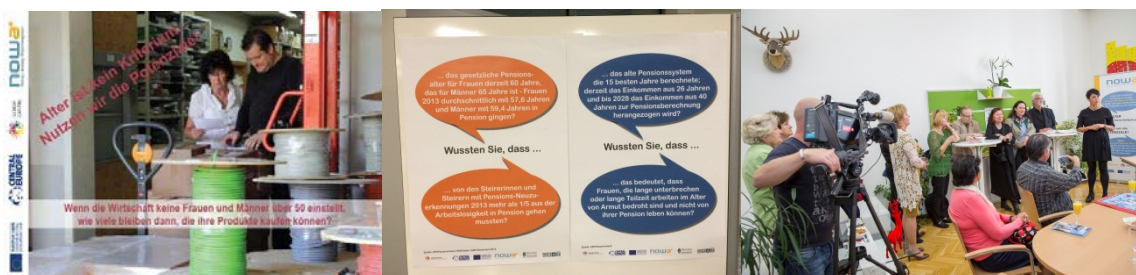 nowa
CENTRAL
EUROPE
Alter ist kein Kriterium.
Nutzen wir die Potenziale!
Wenn die Wirtschaft keine Frauen und Männer über 50 einstellt,
wie viele bleiben dann, die ihre Produkte kaufen können?
... das gesetzliche Pensions-
alter für Frauen derzeit 60 Jahre,
das für Männer 65 Jahre ist - Frauen
2013 durchschnittlich mit 57,6 Jahren
und Männer mit 59,4 Jahren in
Pension gingen?
... das alte Pensionssystem
die 15 besten Jahre berechnete;
derzeit das Einkommen aus 26 Jahren
und bis 2028 das Einkommen aus 40
Jahren zur Pensionsberechnung
herangezogen wird?
Wussten Sie, dass ...
Wussten Sie, dass ...
... von den Steirerinnen und
Steirern mit Pensions-Neuzu-
erkennungen 2013 mehr als 1/5 aus der
Arbeitslosigkeit in Pension gehen
mussten?
... das bedeutet, dass
Frauen, die lange unterbrechen
oder lange Teilzeit arbeiten im Alter
von Armut bedroht sind und nicht von
ihrer Pension leben können?
nowa
nowa
nowa